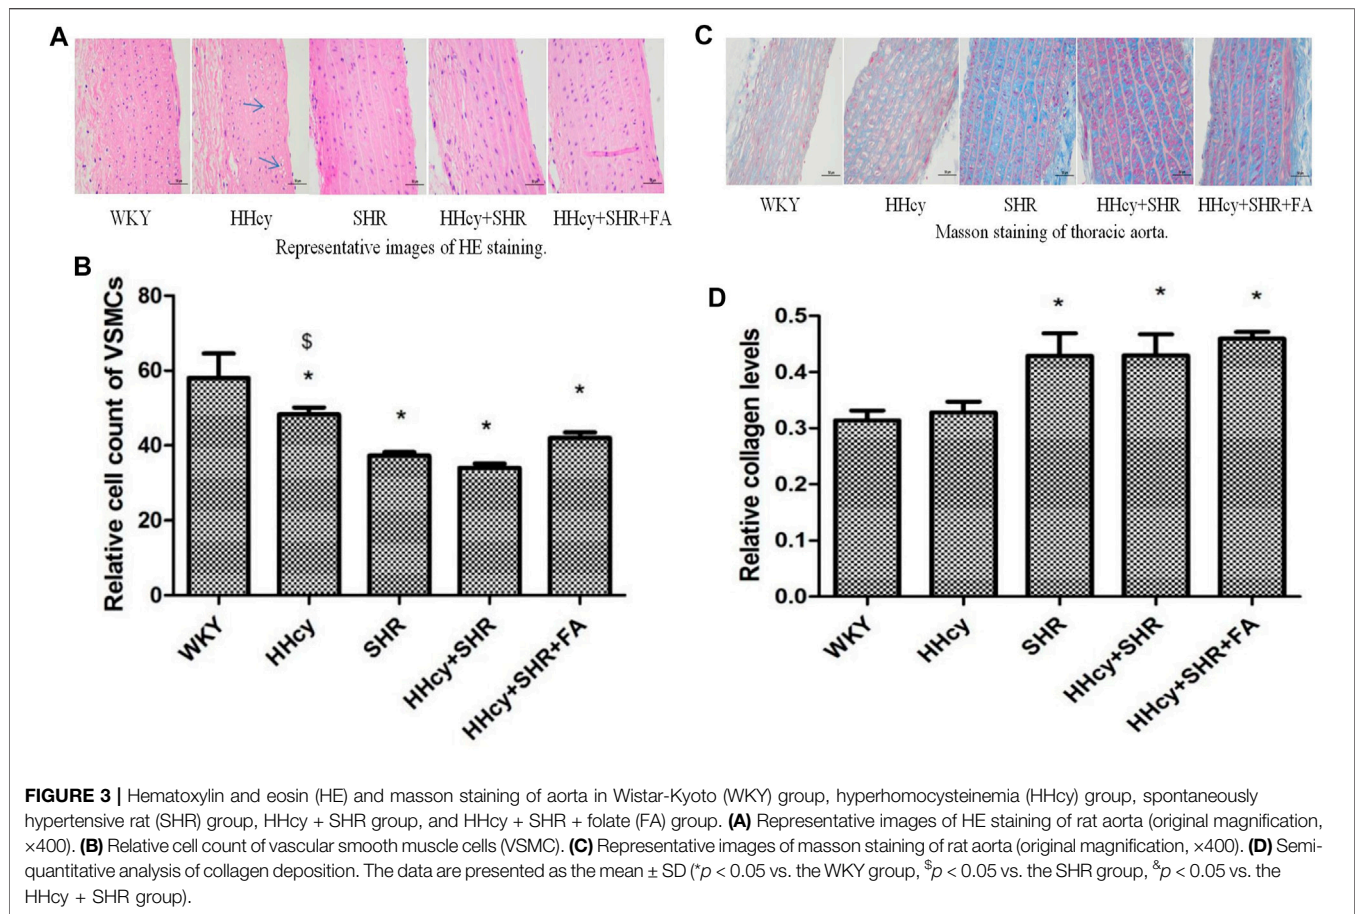 A
WKY
HHcy
SHR
HHcy+SHR
HHcy+SHR+FA
Representative images of HE staining.
C
WKY
HHcy
SHR
HHcy+SHR
HHcy+SHR+FA
Masson staining of thoracic aorta.
B
Relative cell count of VSMCs
80
60
40
20
0
$
*
*
*
*
WKY
HHcy
SHR
HHcy+SHR
HHcy+SHR+FA
D
Relative collagen levels
0.5
0.4
0.3
0.2
0.1
0.0
*
*
*
WKY
HHcy
SHR
HHcy+SHR
HHcy+SHR+FA
FIGURE 3 | Hematoxylin and eosin (HE) and masson staining of aorta in Wistar-Kyoto (WKY) group, hyperhomocysteinemia (HHcy) group, spontaneously
hypertensive rat (SHR) group, HHcy + SHR group, and HHcy + SHR + folate (FA) group. (A) Representative images of HE staining of rat aorta (original magnification,
×400). (B) Relative cell count of vascular smooth muscle cells (VSMC). (C) Representative images of masson staining of rat aorta (original magnification, ×400). (D) Semi-
quantitative analysis of collagen deposition. The data are presented as the mean ± SD (*p < 0.05 vs. the WKY group, $p < 0.05 vs. the SHR group, &p < 0.05 vs. the
HHcy + SHR group).